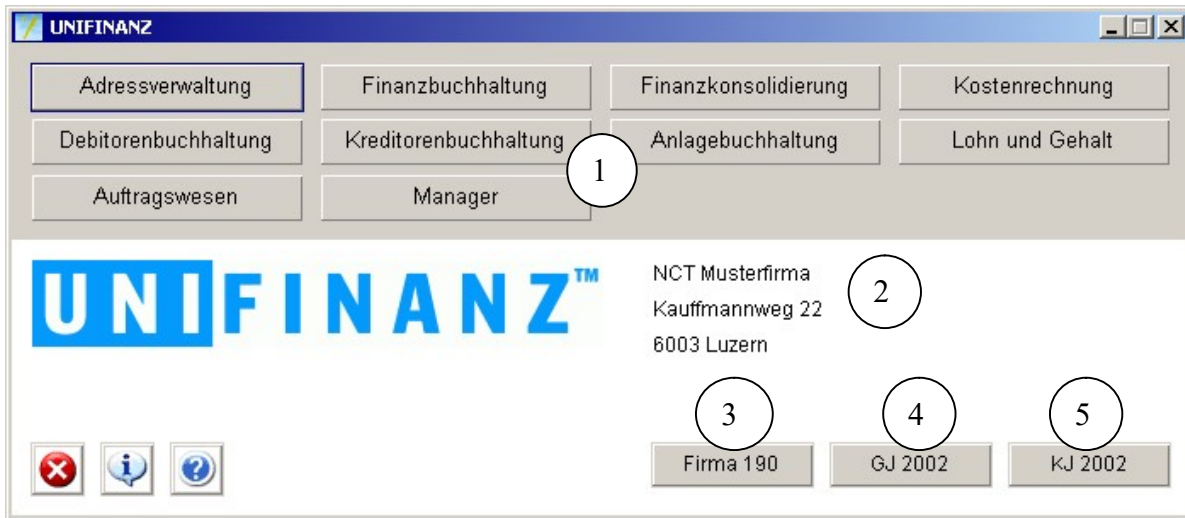 UNIFINANZ
Adressverwaltung Finanzbuchhaltung Finanzkonsolidierung Kostenrechnung
Debitorenbuchhaltung Kreditorenbuchhaltung Anlagebuchhaltung Lohn und Gehalt
1
Auftragswesen Manager
UNIFINANZ™
NCT Musterfirma
2
Kauffmannweg 22
6003 Luzern
3 4 5
Firma 190 GJ 2002 KJ 2002